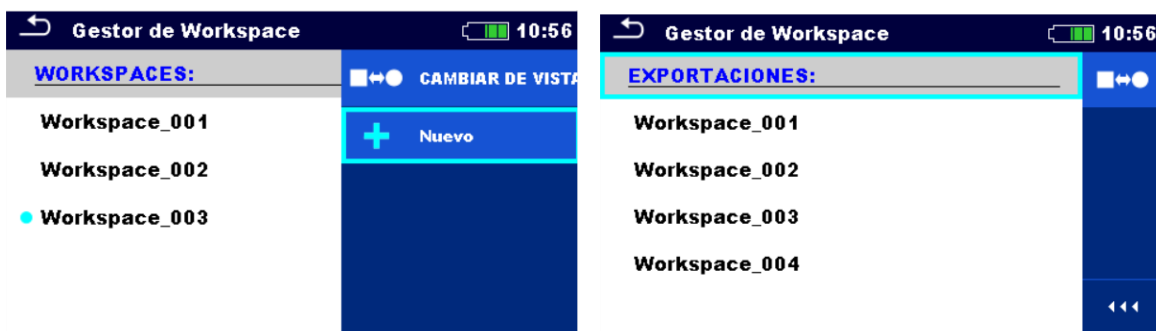 Gestor de Workspace 10:56
WORKSPACES:
CAMBIAR DE VISTA
Workspace_001
Nuevo
Workspace_002
Workspace_003
Gestor de Workspace 10:56
EXPORTACIONES:
Workspace_001
Workspace_002
Workspace_003
Workspace_004